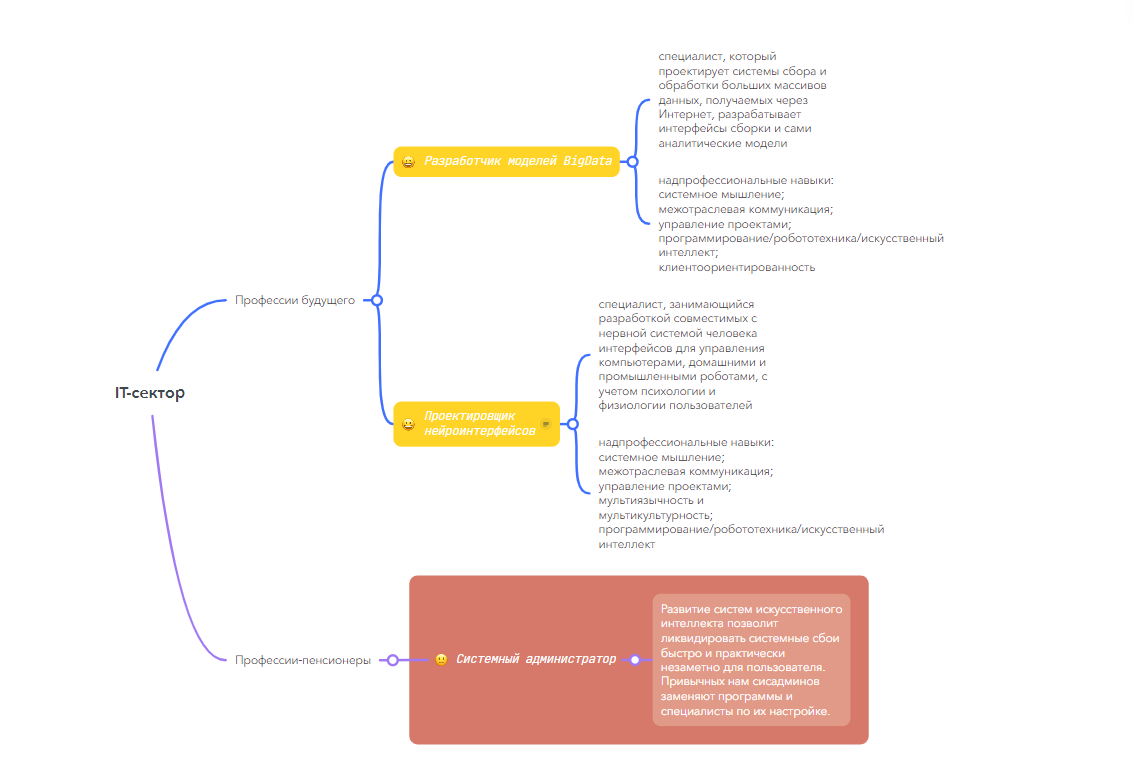 IT-сектор
Профессии будущего
Разработчик моделей BigData
специалист, который
проектирует системы сбора и
обработки больших массивов
данных, получаемых через
Интернет, разрабатывает
интерфейсы сборки и сами
аналитические модели
надпрофессиональные навыки:
системное мышление;
межотраслевая коммуникация;
управление проектами;
программирование/робототехника/искусственный
интеллект;
клиентоориентированность
Проектировщик
нейроинтерфейсов
специалист, занимающийся
разработкой совместимых с
нервной системой человека
интерфейсов для управления
компьютерами, домашними и
промышленными роботами, с
учетом психологии и
физиологии пользователей
надпрофессиональные навыки:
системное мышление;
межотраслевая коммуникация;
управление проектами;
мультиязычность и
мультикультурность;
программирование/робототехника/искусственный
интеллект
Профессии-пенсионеры
Системный администратор
Развитие систем искусственного
интеллекта позволит
ликвидировать системные сбои
быстро и практически
незаметно для пользователя.
Привычных нам сисадминов
заменяют программы и
специалисты по их настройке.